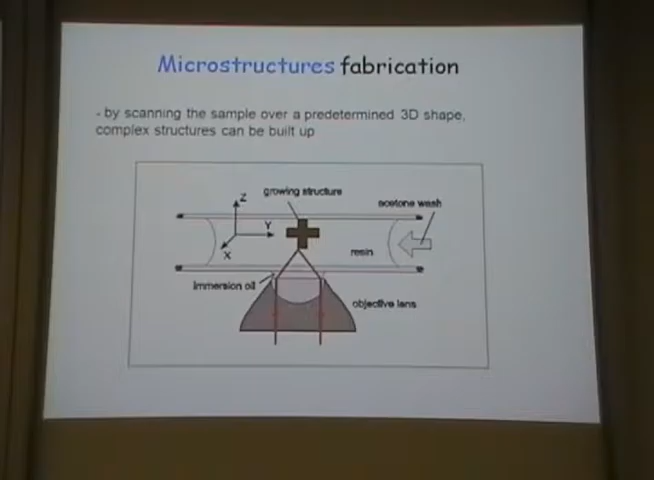 Microstructures fabrication
- by scanning the sample over a predetermined 3D shape,
complex structures can be built up
growing structure
acetone wash
Z
Y
X
resin
immersion oil
objective lens